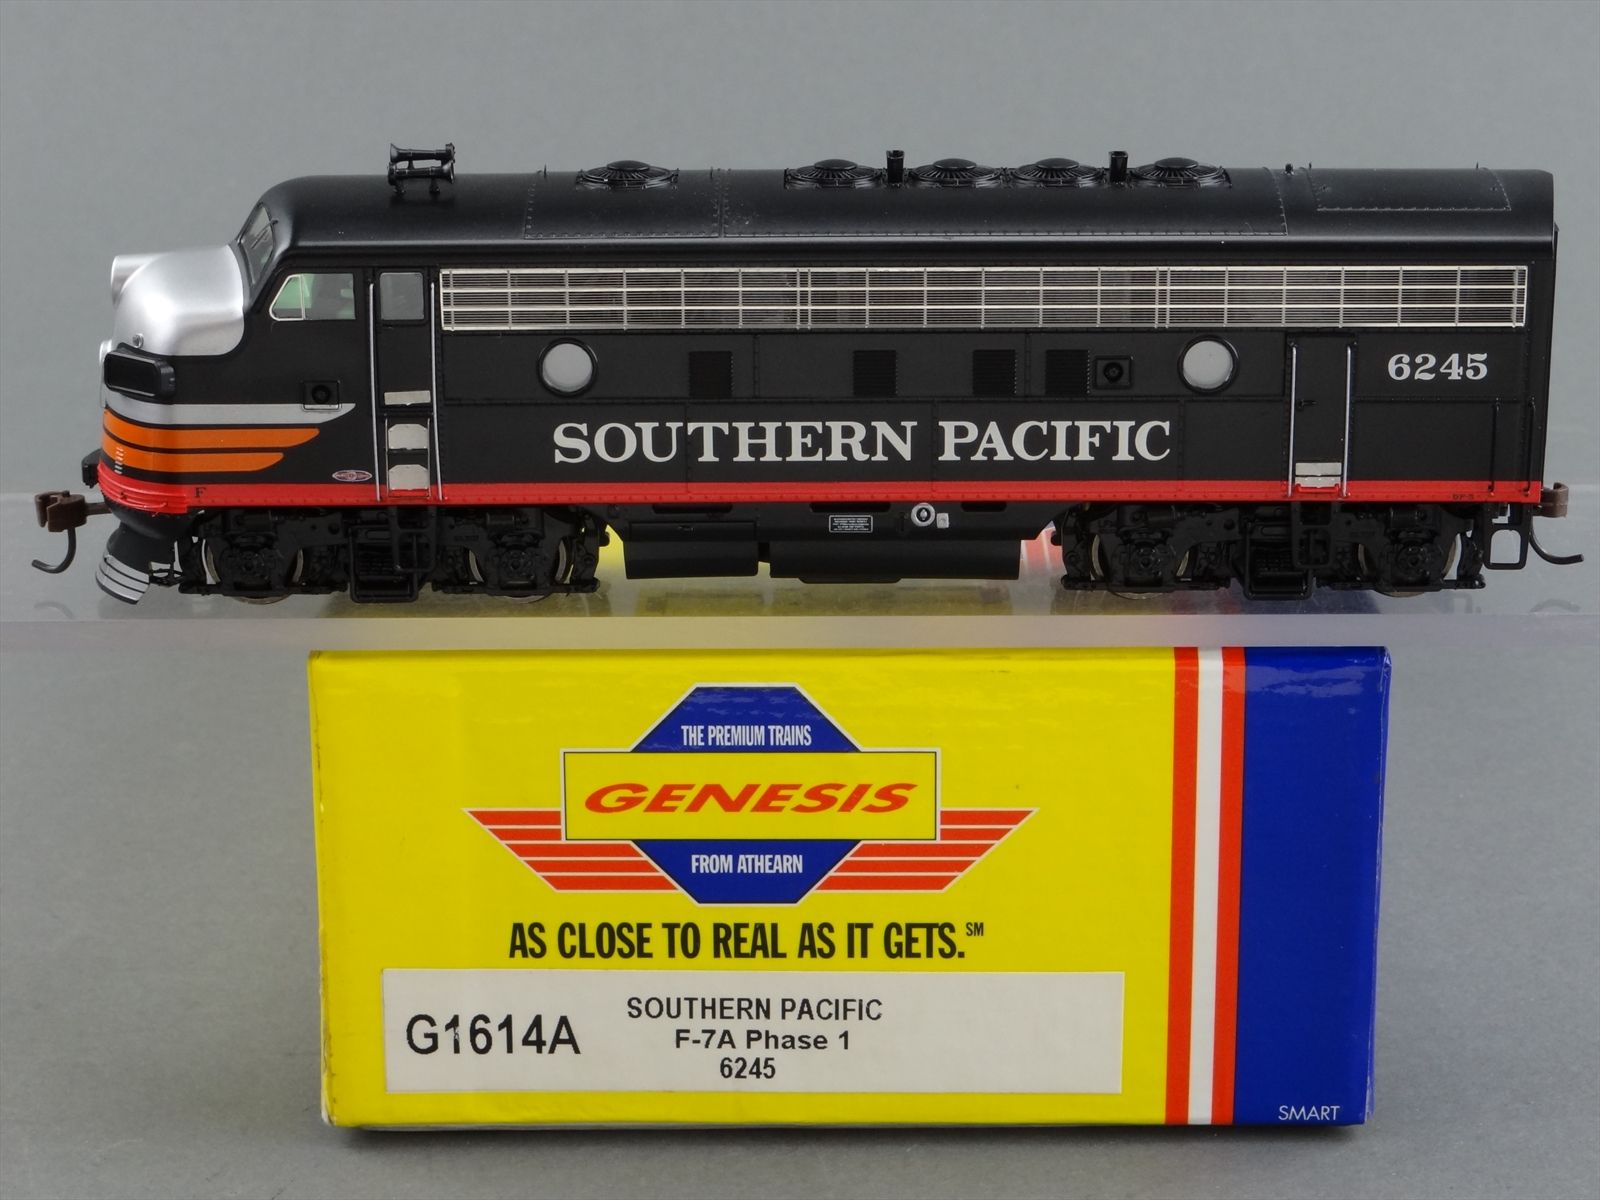 6245
SOUTHERN PACIFIC
F
THE PREMIUM TRAINS
GENESIS
FROM ATHEARN
AS CLOSE TO REAL AS IT GETS.℠
G1614A
SOUTHERN PACIFIC
F-7A Phase 1
6245
SMART